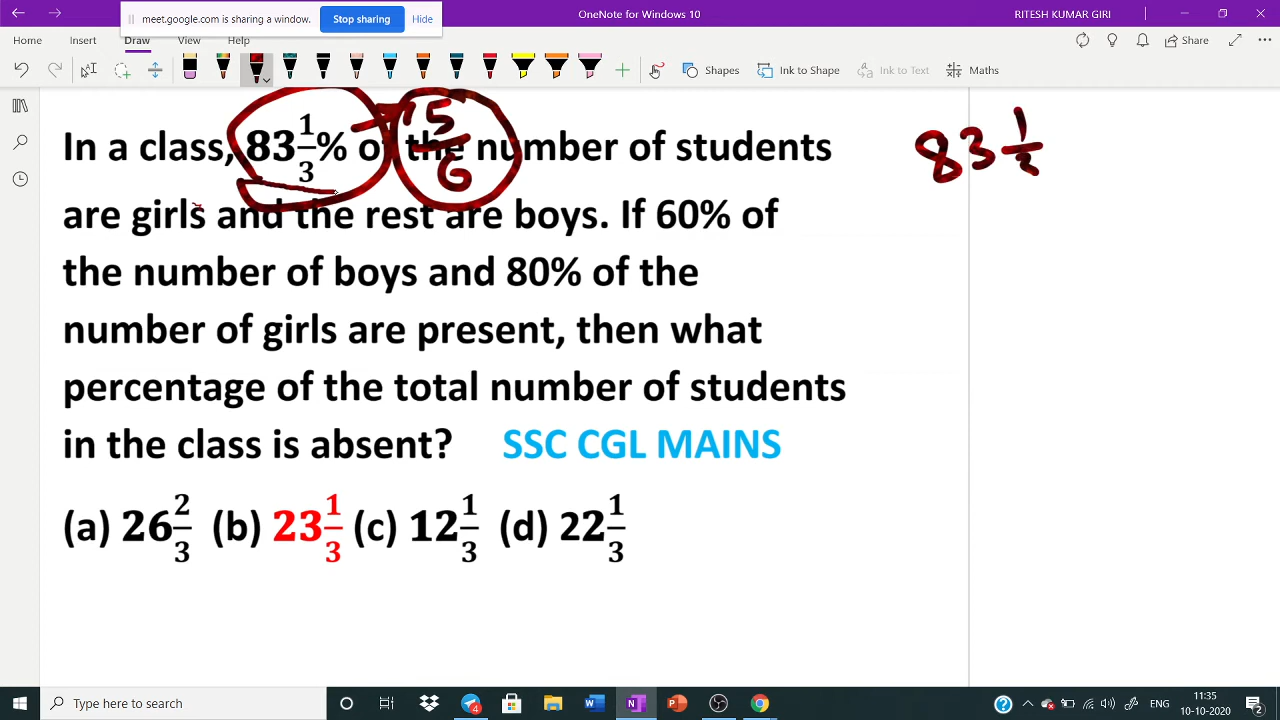 meet.google.com is sharing a window. Stop sharing Hide
OneNote for Windows 10
RITESH KUMAR GIRI
Home Insert Draw View Help
Share
Shapes Ink to Shape Ink to Text Maths
In a class, 83 1/3% of the number of students
5/6
83 1/3
are girls and the rest are boys. If 60% of
the number of boys and 80% of the
number of girls are present, then what
percentage of the total number of students
in the class is absent? SSC CGL MAINS
(a) 26 2/3 (b) 23 1/3 (c) 12 1/3 (d) 22 1/3
Type here to search
4
ENG
11:35
10-10-2020
2